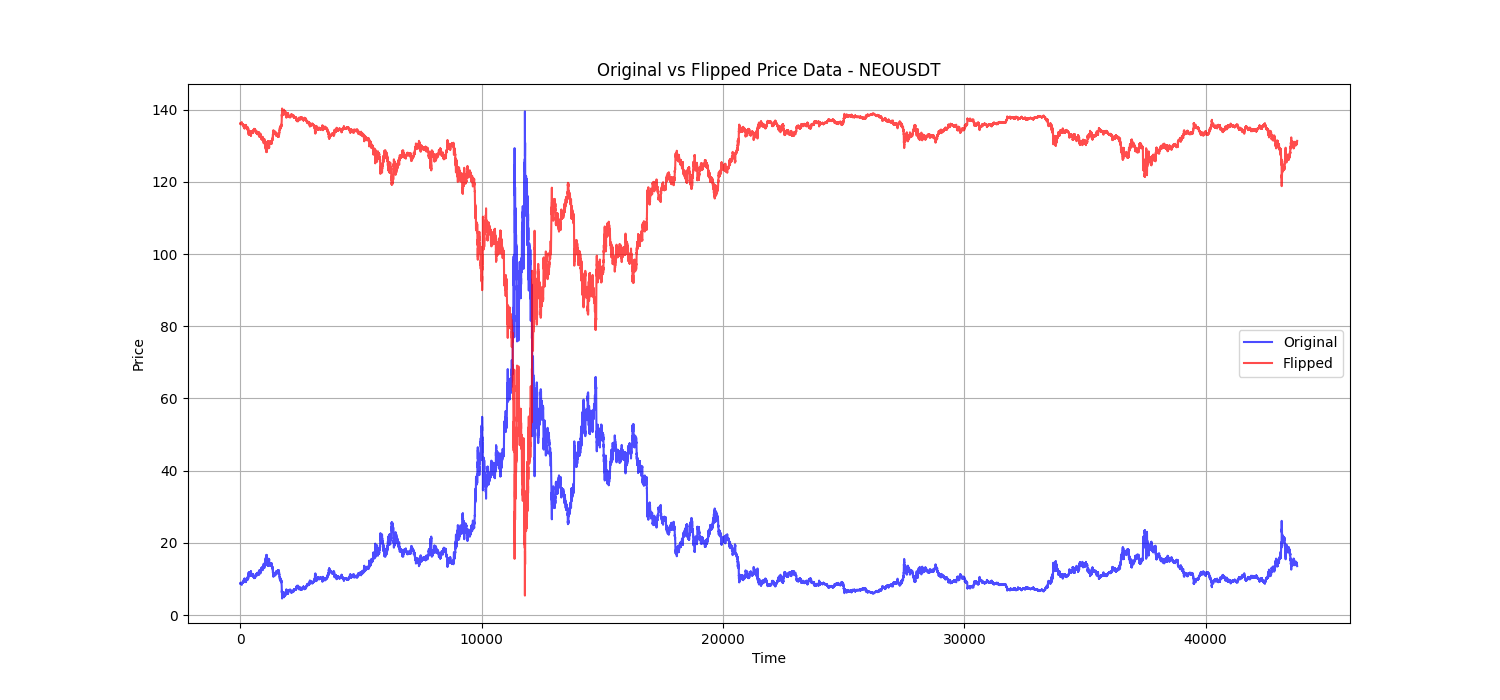 Original vs Flipped Price Data - NEOUSDT
140
120
100
80
60
40
20
0
Price
Original
Flipped
0 10000 20000 30000 40000
Time